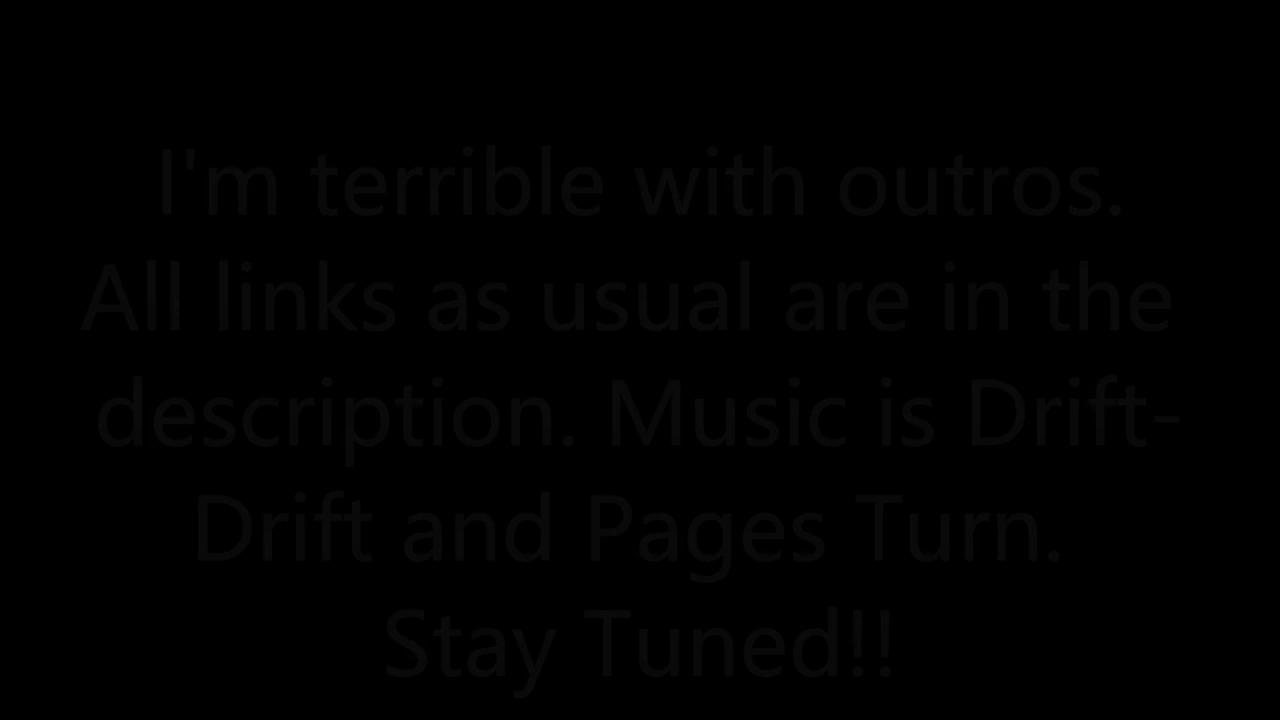 I'm terrible with outros.
All links as usual are in the
description. Music is Drift-
Drift and Pages Turn.
Stay Tuned!!